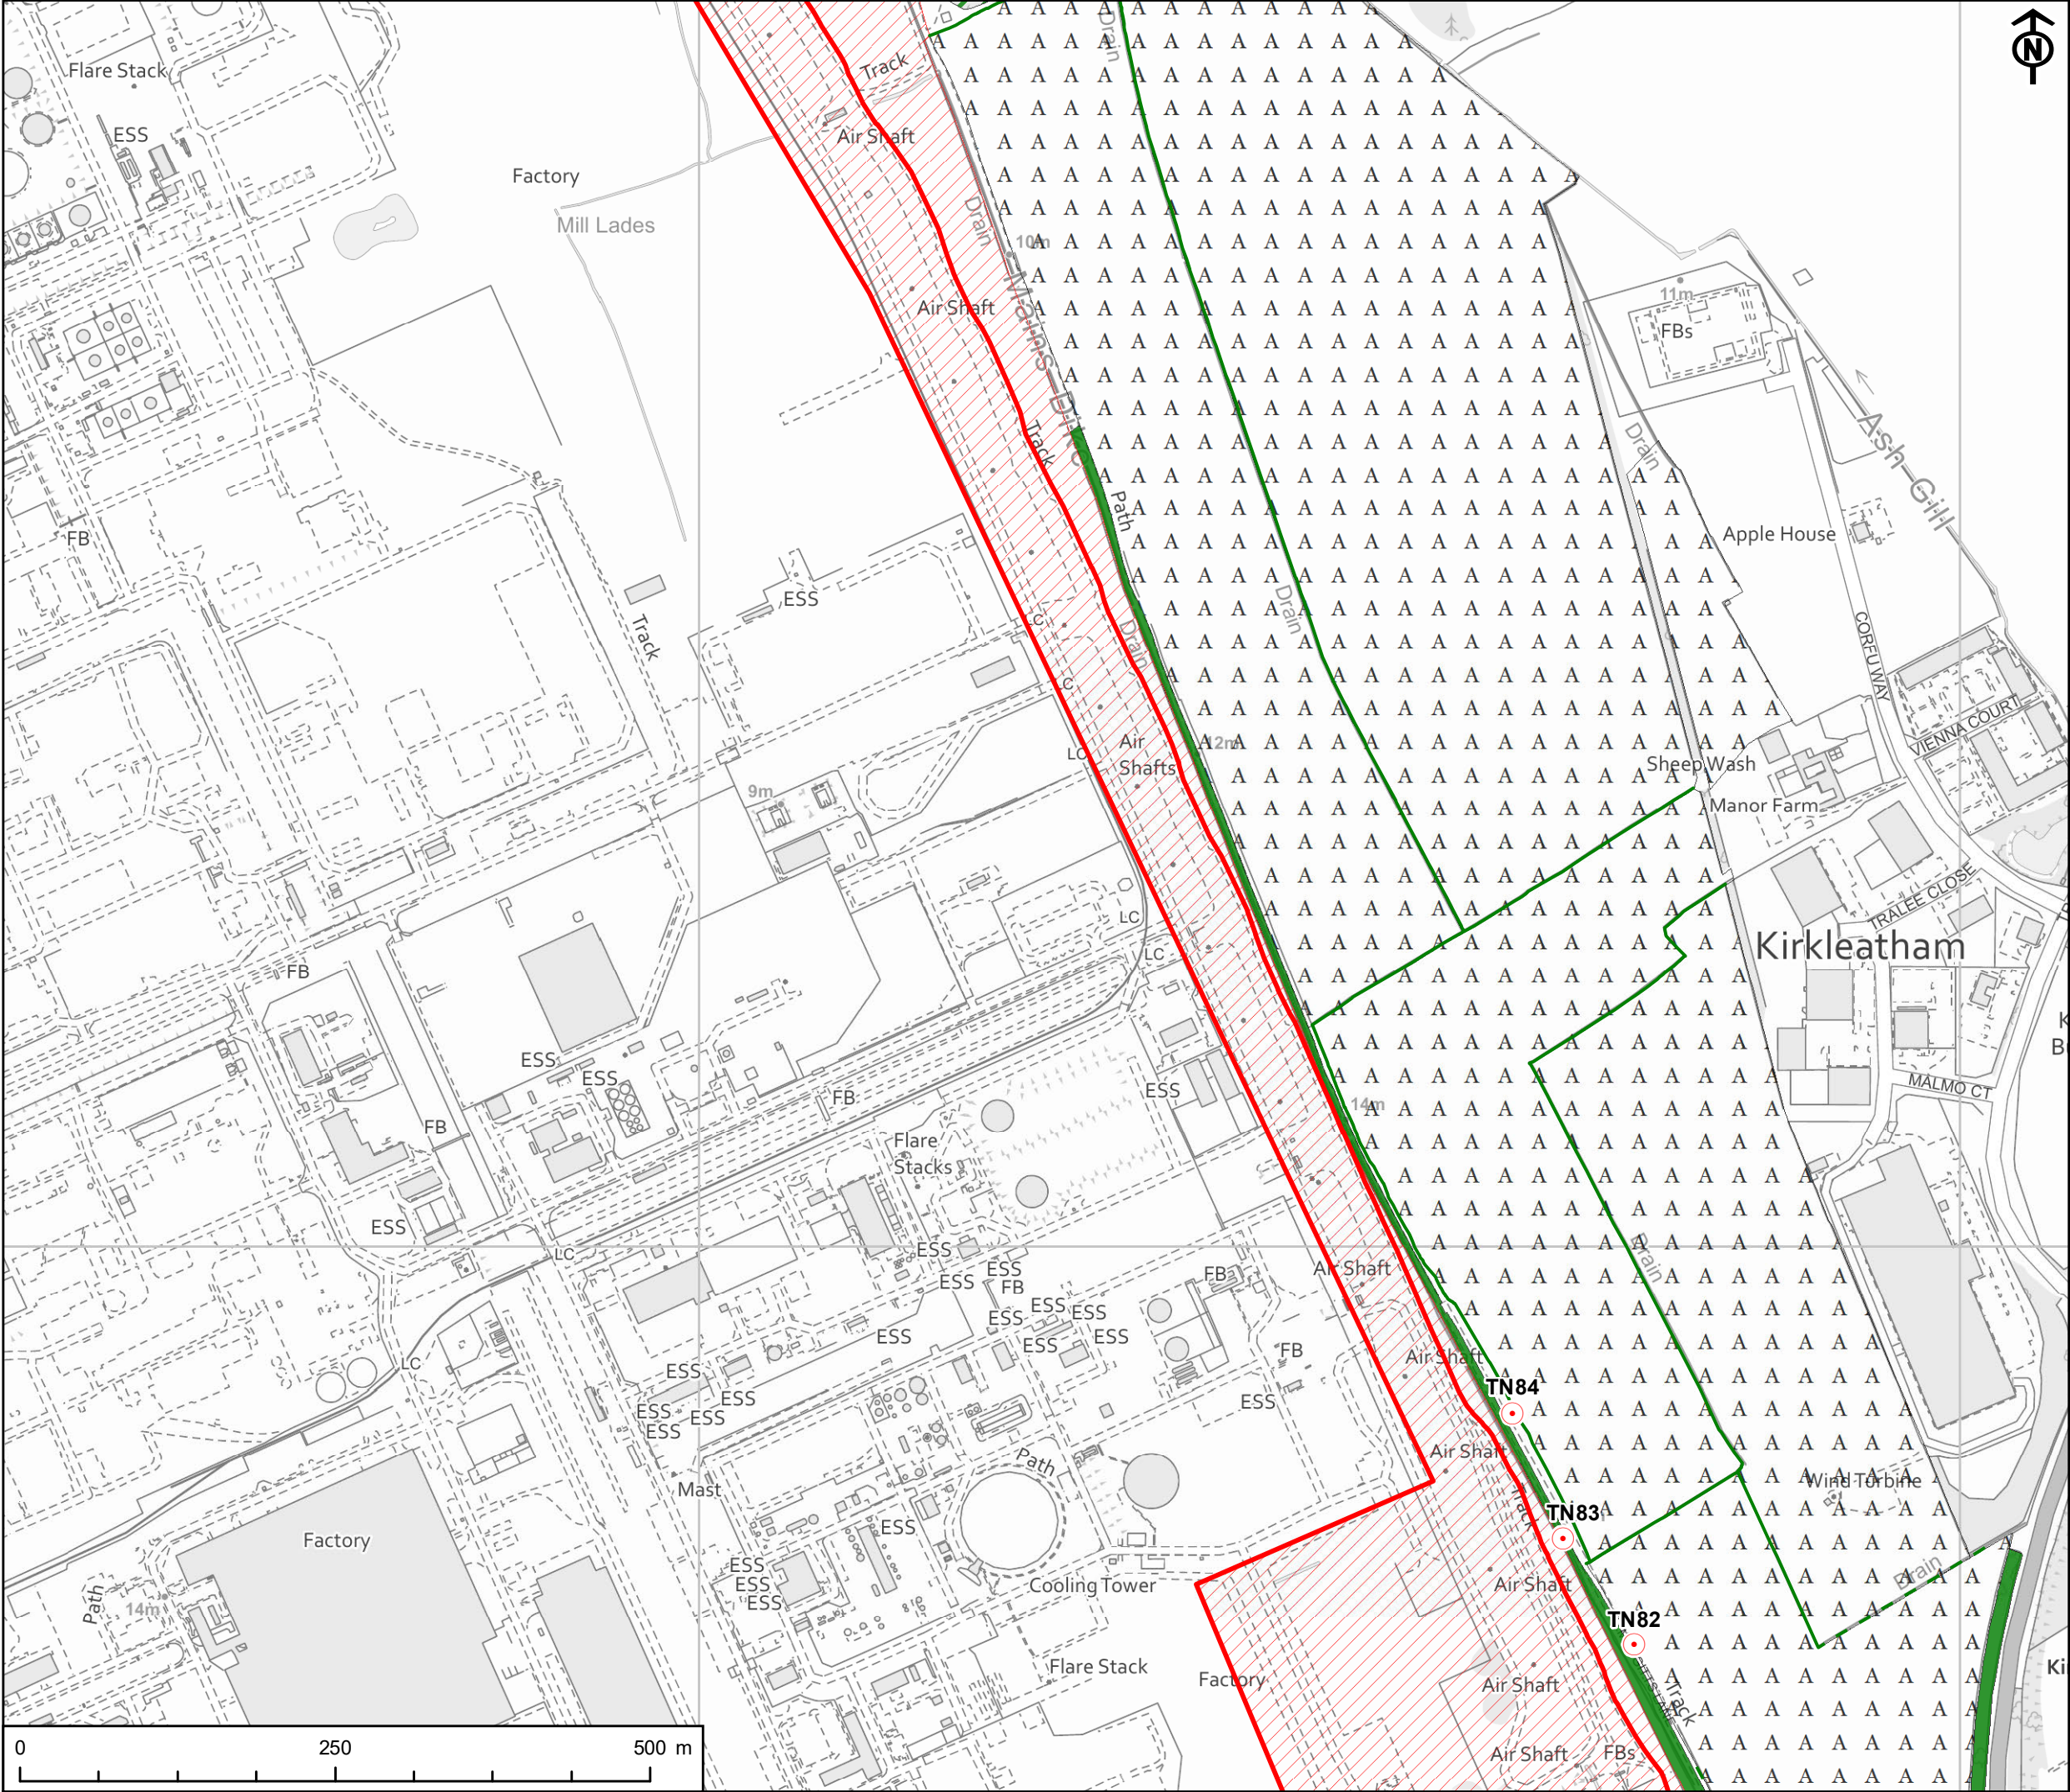 N
Flare Stack
ESS
Factory
Mill Lades
Track
Air Shaft
Drain
Drain
10m
Air Shaft
Mains Dike
Track
Path
11m
FBs
Drain
Ash Gill
Apple House
CORFU WAY
VIENNA COURT
FB
Track
ESS
LC
LC
LC
Drain
Drain
Air
Shafts
12m
9m
Sheep Wash
Manor Farm
TRALEE CLOSE
Kirkleatham
LC
LC
FB
ESS
ESS
FB
FB
ESS
14m
MALMO CT
Flare
Stacks
ESS
LC
ESS
ESS
ESS
FB
ESS
ESS
ESS
ESS
ESS
ESS
FB
FB
Air Shaft
Drain
Air Shaft
LC
ESS
ESS
ESS
ESS
ESS
ESS
TN84
Air Shaft
Path
Mast
Wind Turbine
Track
TN83
ESS
Factory
ESS
ESS
ESS
Cooling Tower
Air Shaft
Drain
Path
14m
TN82
Flare Stack
Factory
Air Shaft
Track
Ki
Air Shaft
FBs
0 250 500 m